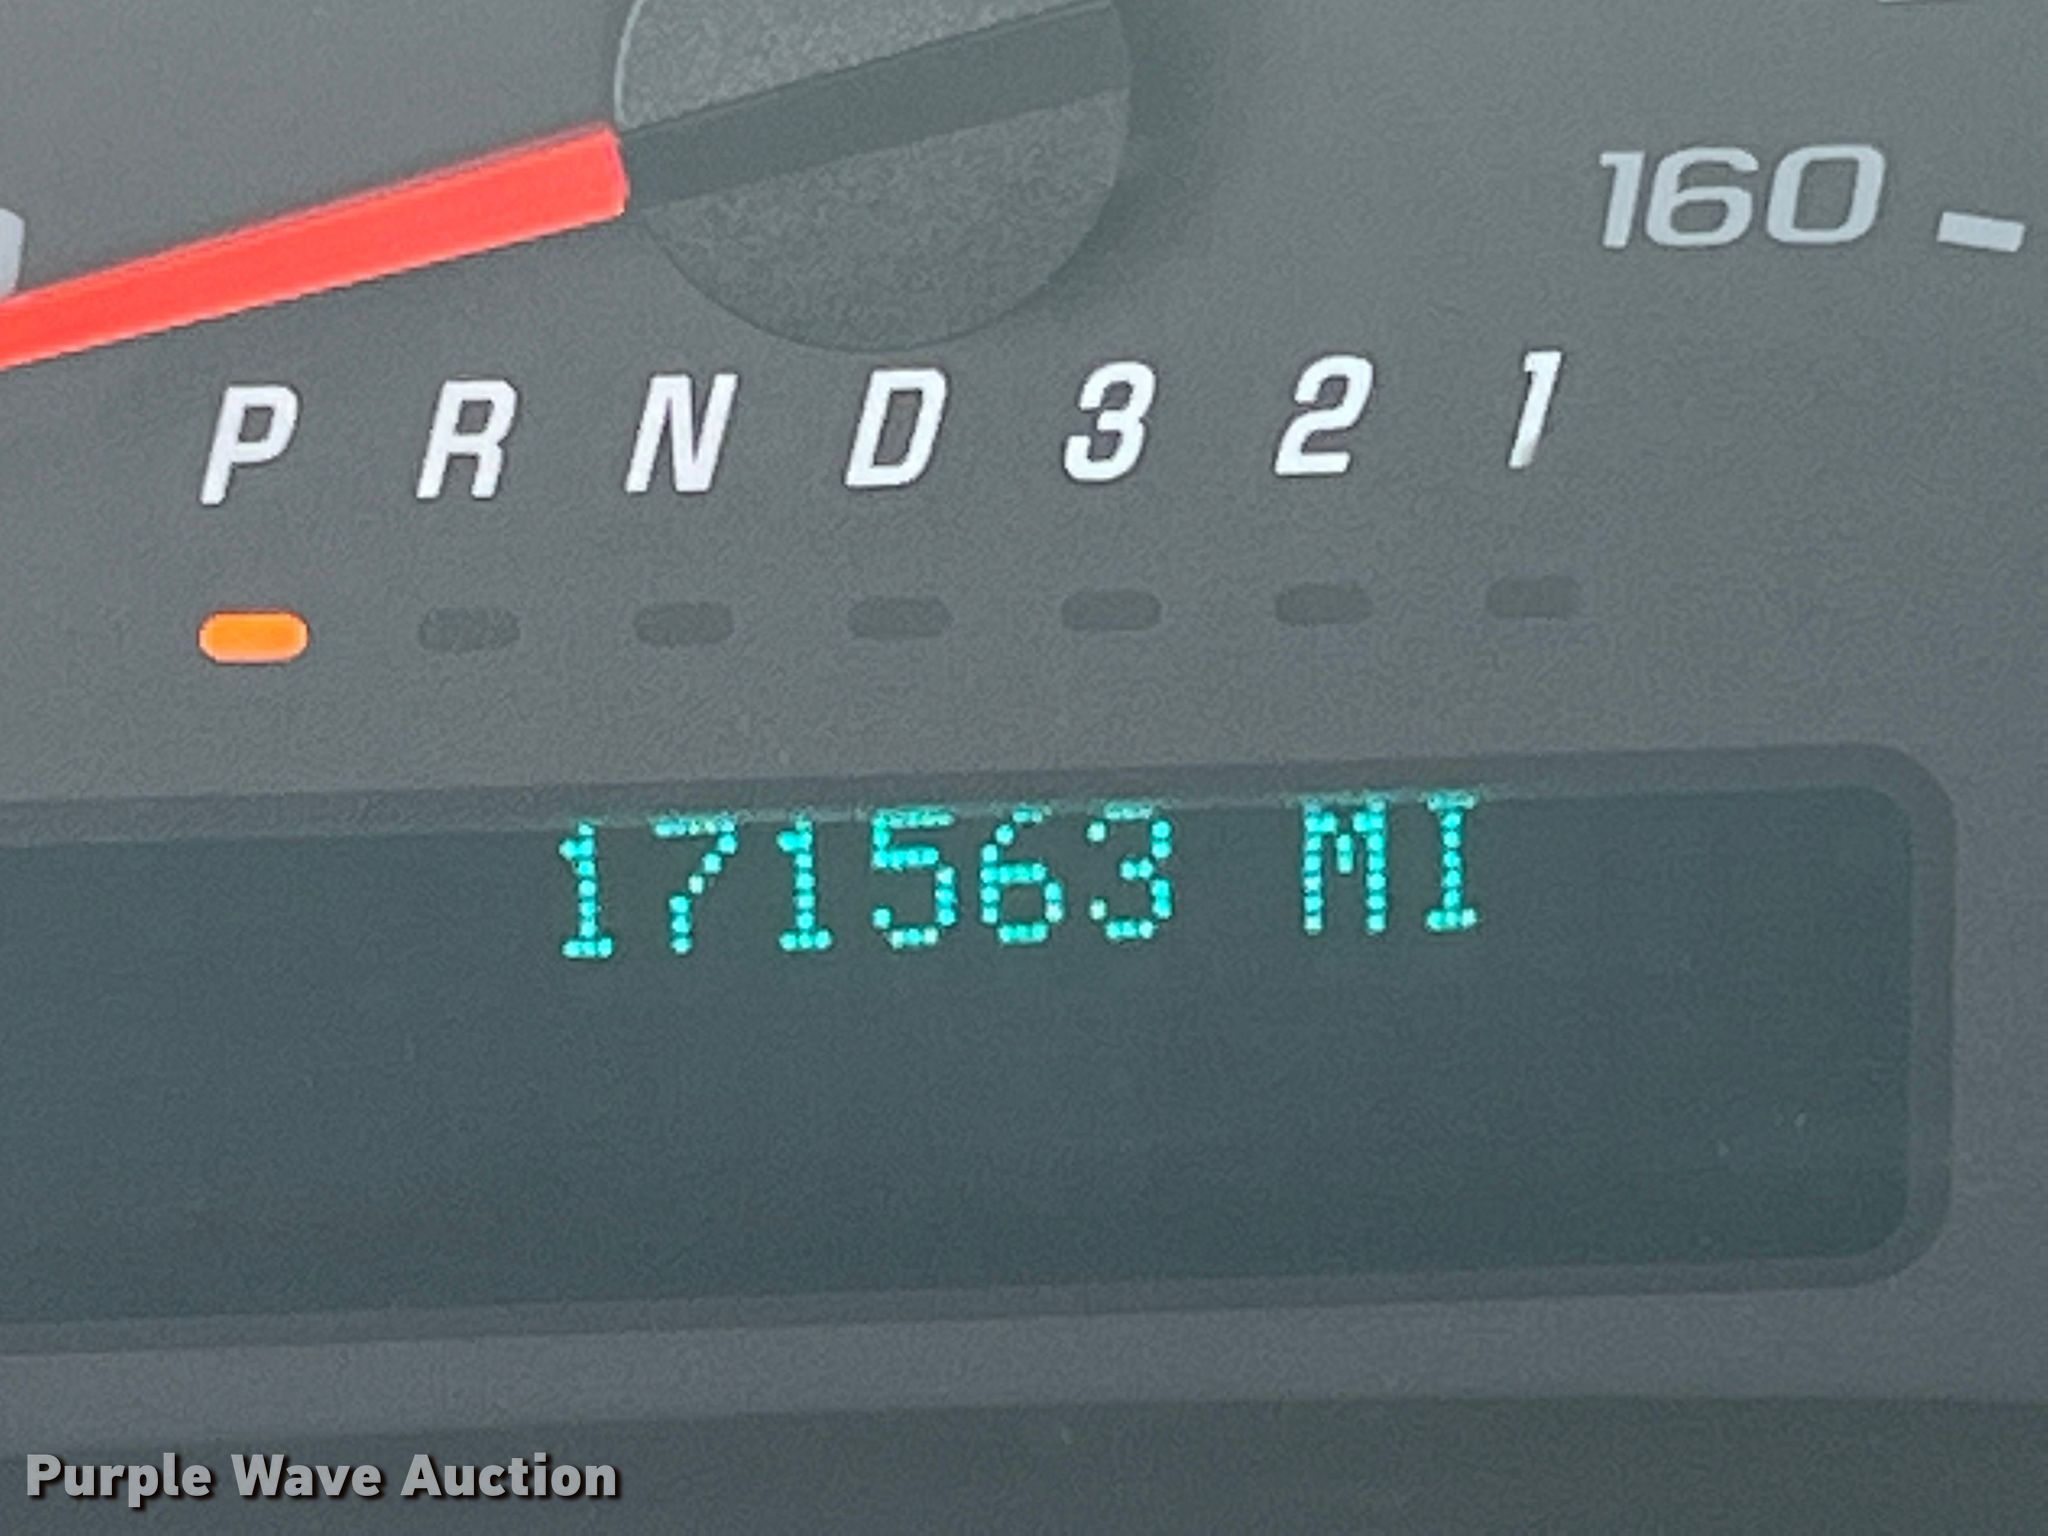 160
P R N D 3 2 1
171563 MI
Purple Wave Auction